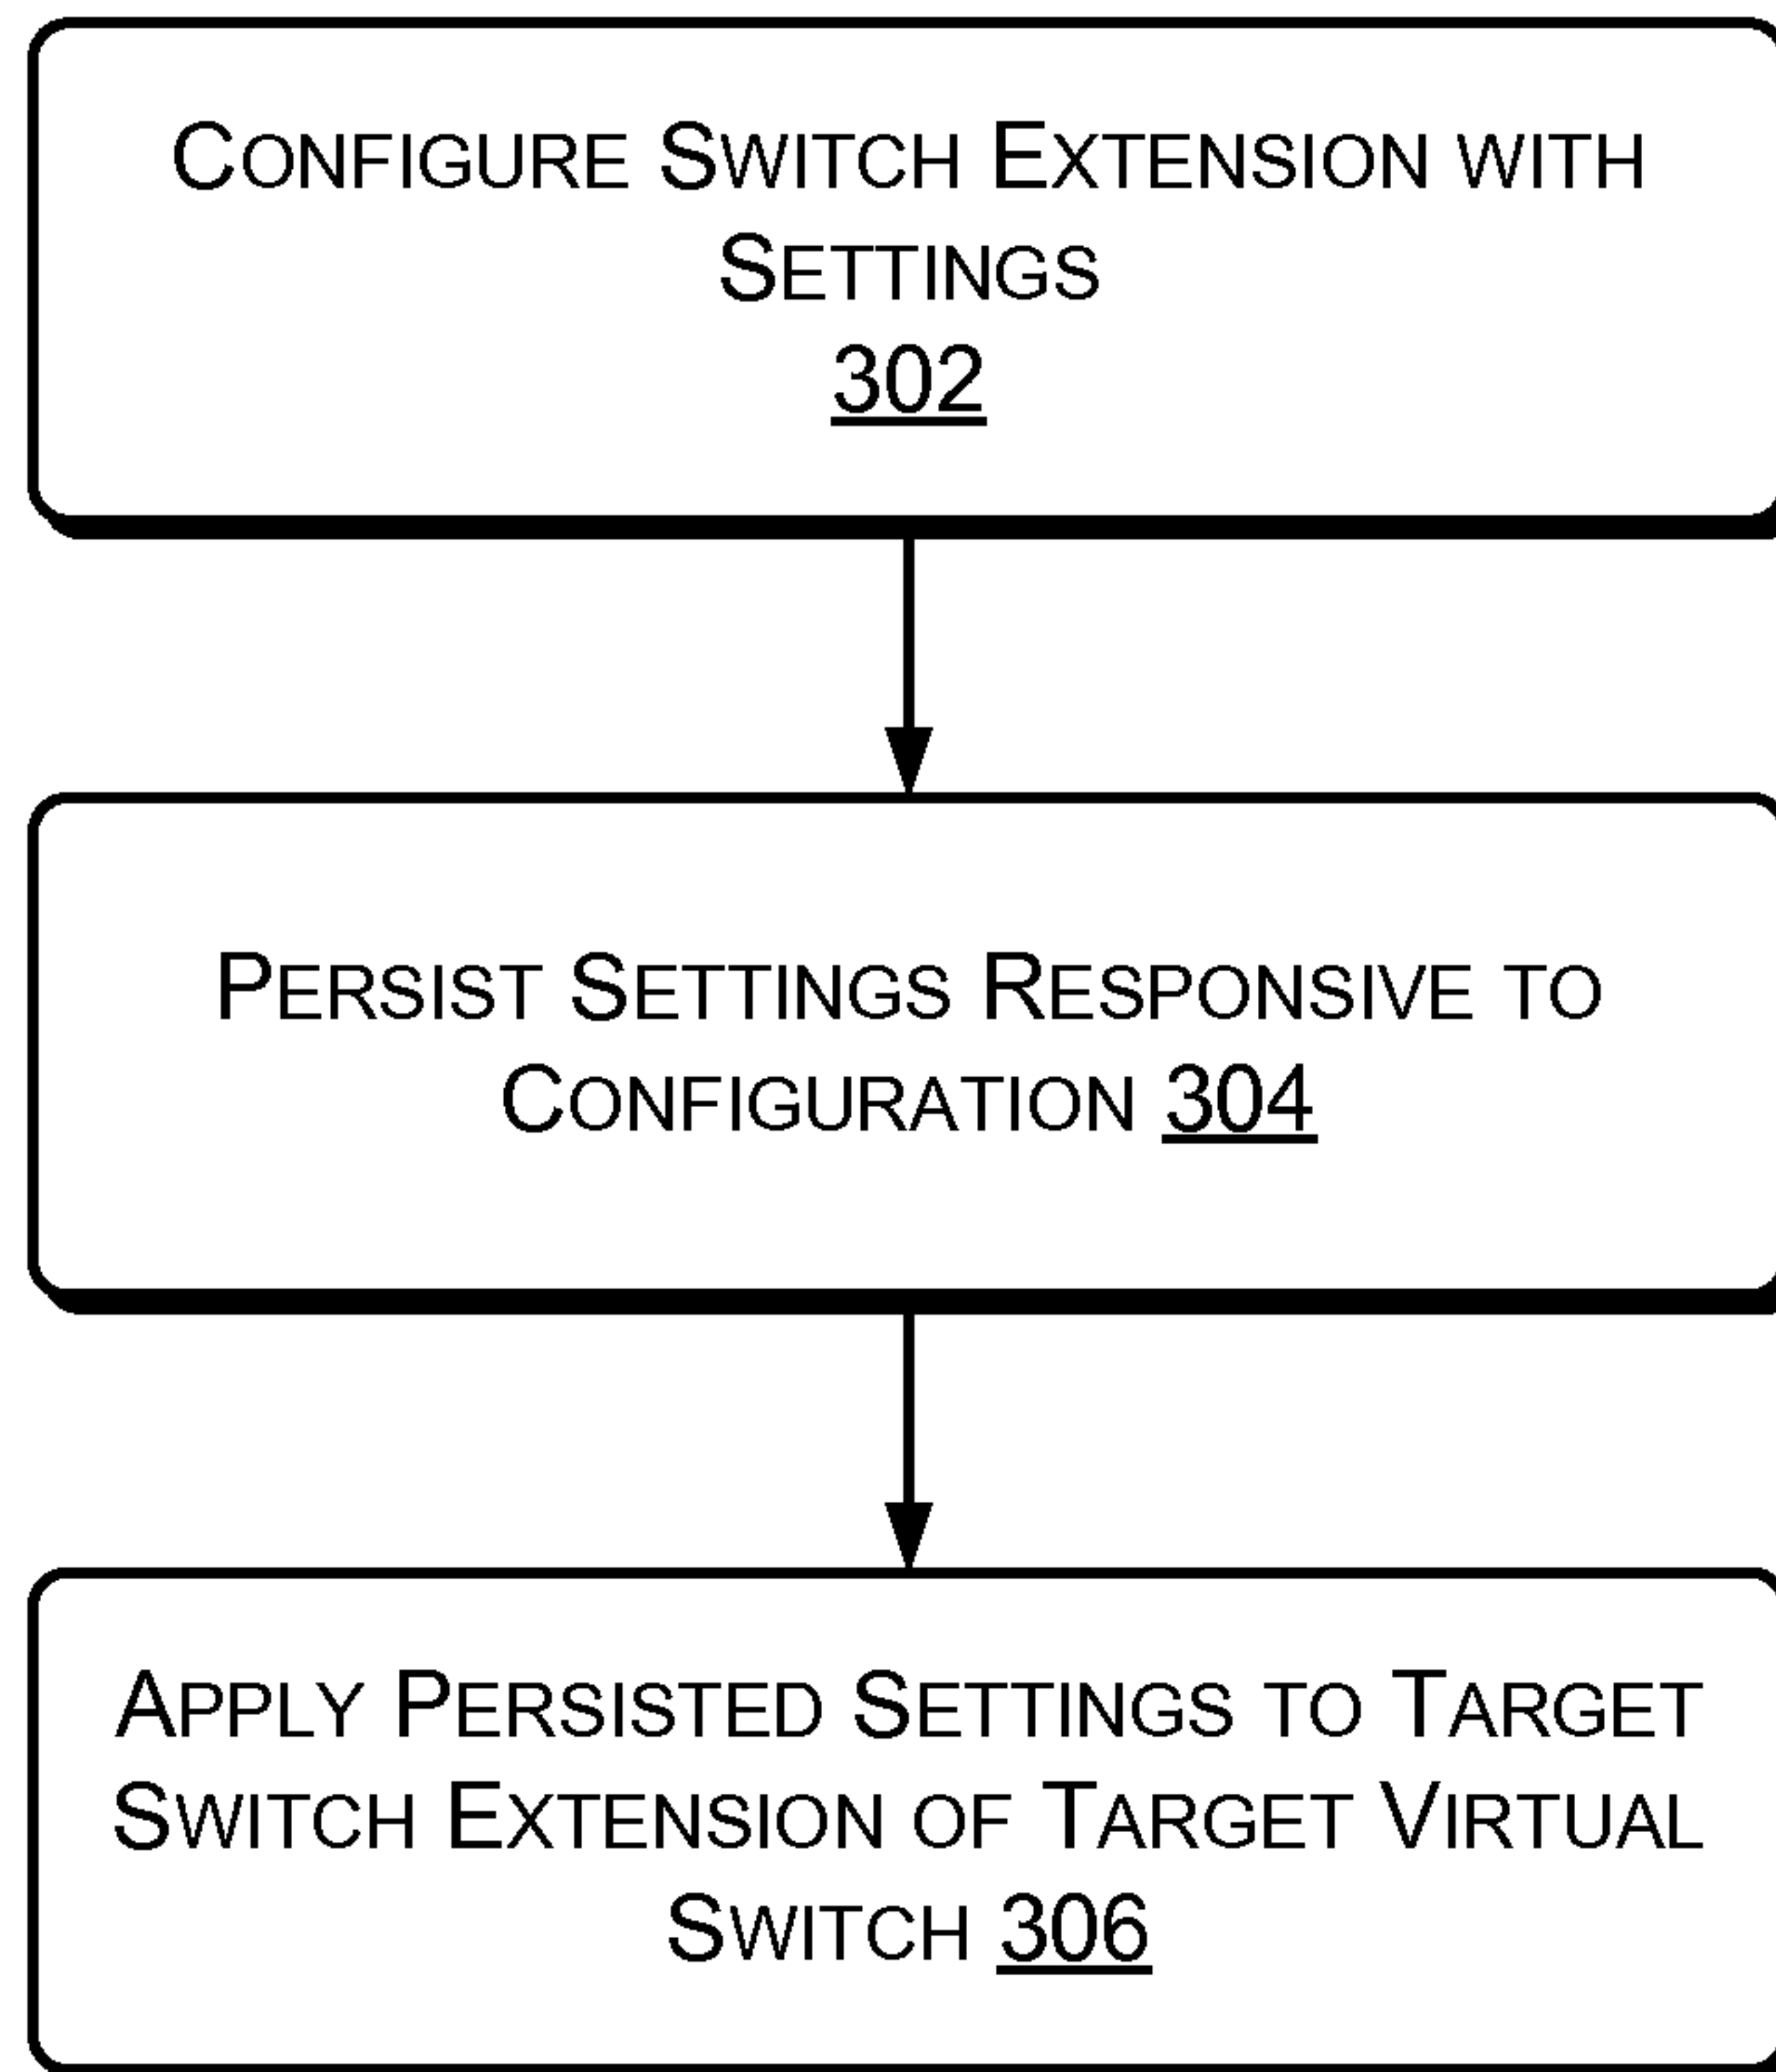 CONFIGURE SWITCH EXTENSION WITH
SETTINGS
302
PERSIST SETTINGS RESPONSIVE TO
CONFIGURATION 304
APPLY PERSISTED SETTINGS TO TARGET
SWITCH EXTENSION OF TARGET VIRTUAL
SWITCH 306